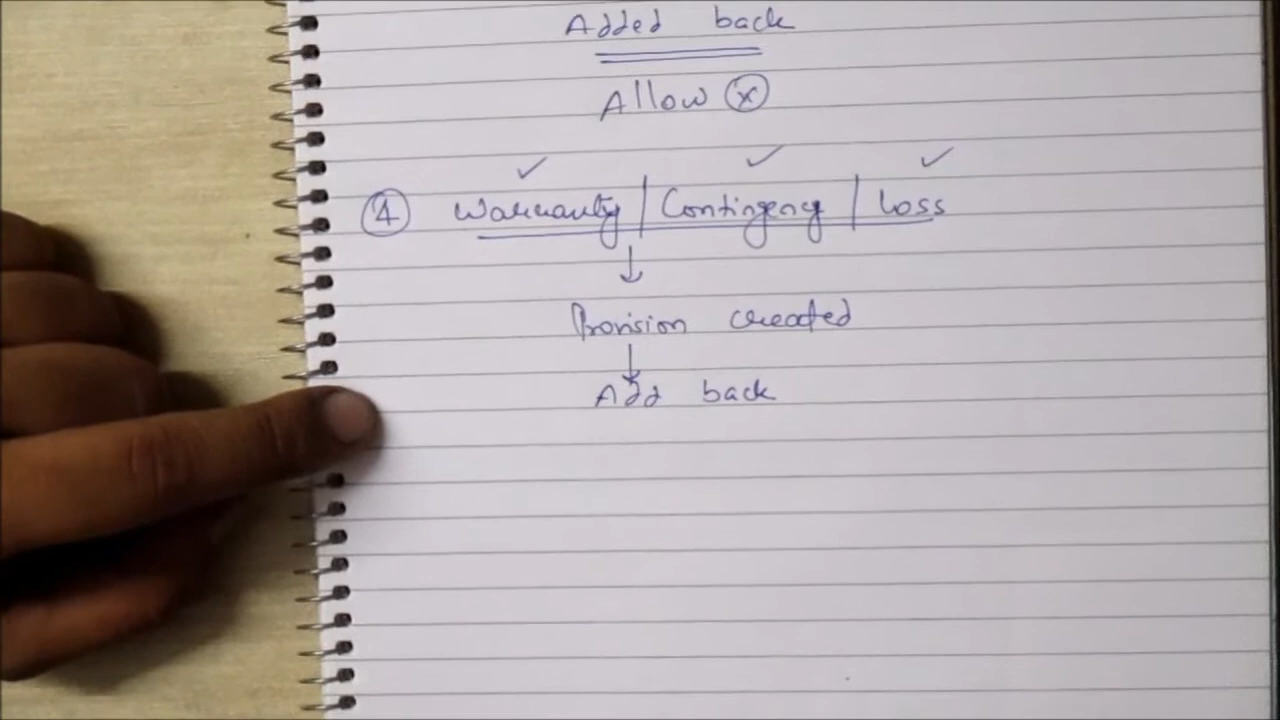 Added back
Allow ⓧ
✓ ✓ ✓
④ Warranty / Contingency / Loss
↓
Provision created
↓
Add back